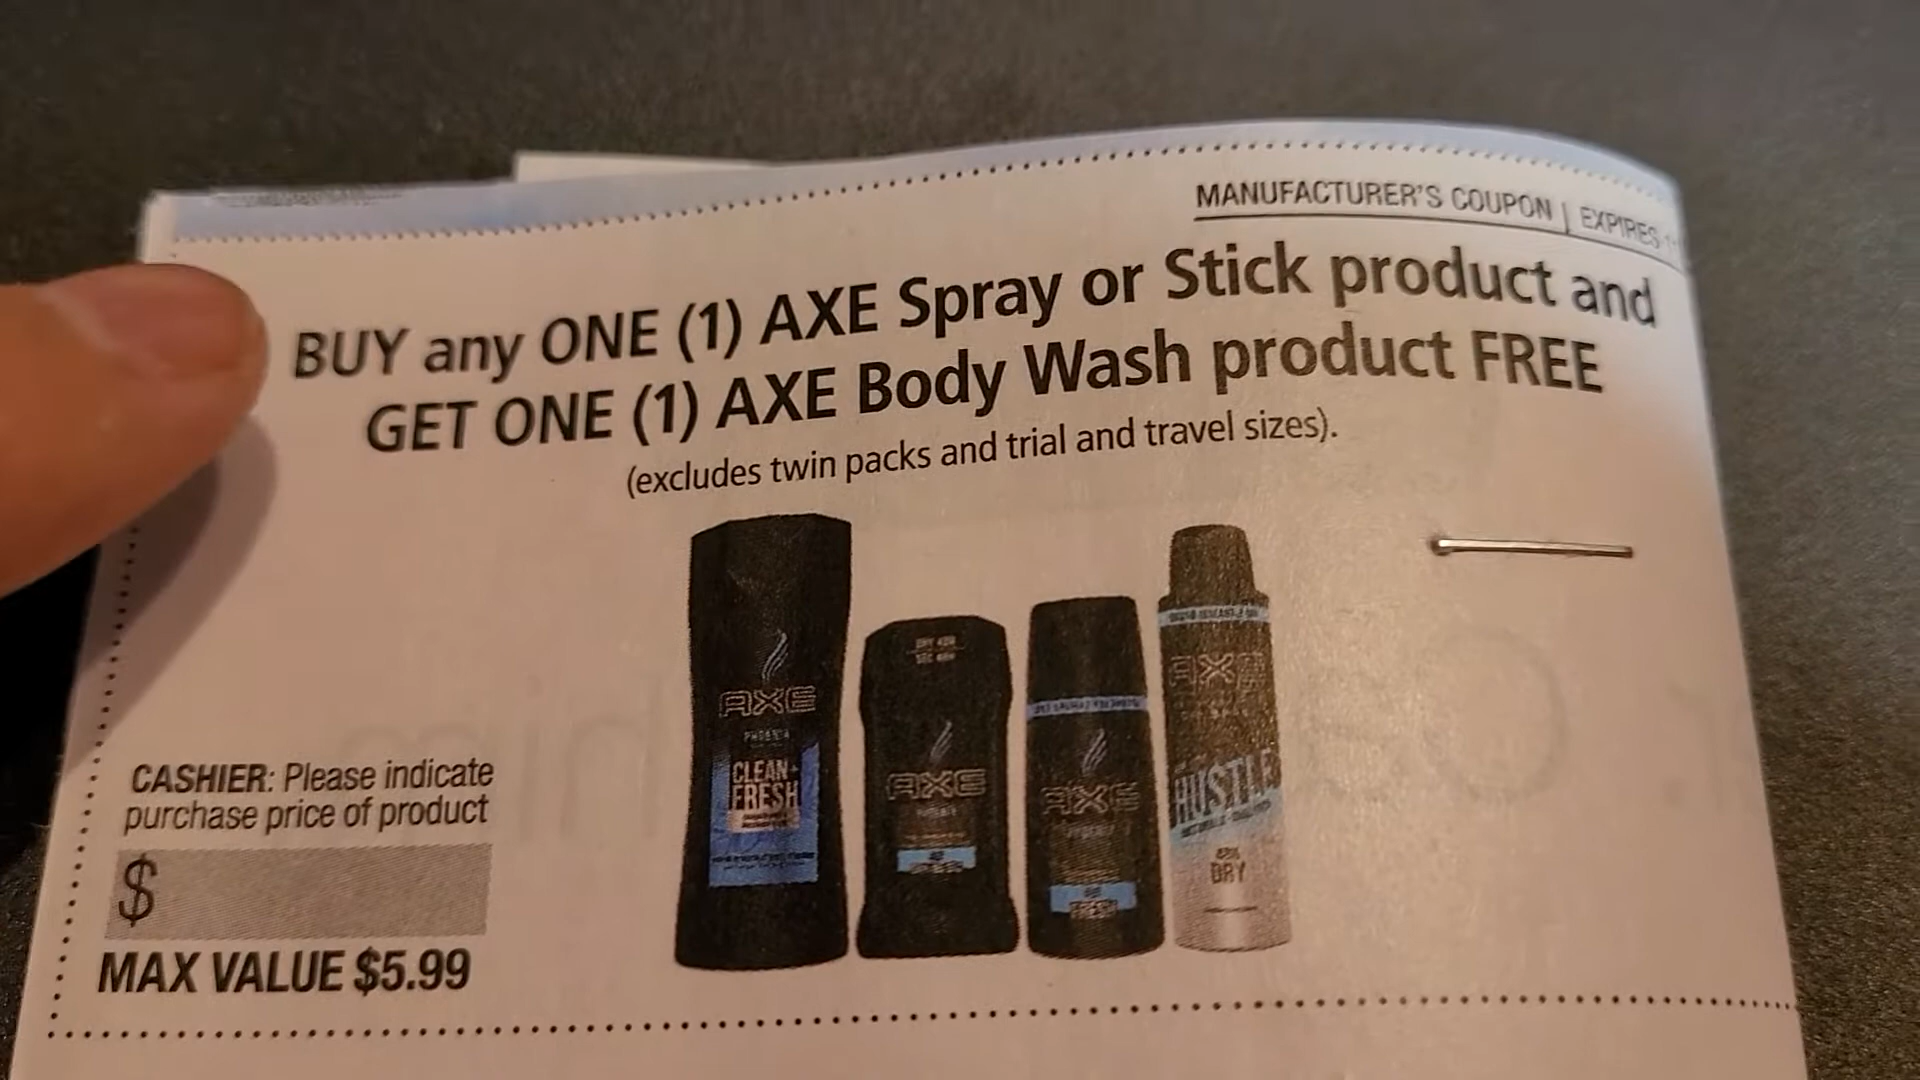 MANUFACTURER'S COUPON | EXPIRES
BUY any ONE (1) AXE Spray or Stick product and
GET ONE (1) AXE Body Wash product FREE
(excludes twin packs and trial and travel sizes).
AXE
PHOENIX
CLEAN+
FRESH
AXE
AXE
FRESH
AXE
HUSTLE
DRY
CASHIER: Please indicate
purchase price of product
$
MAX VALUE $5.99